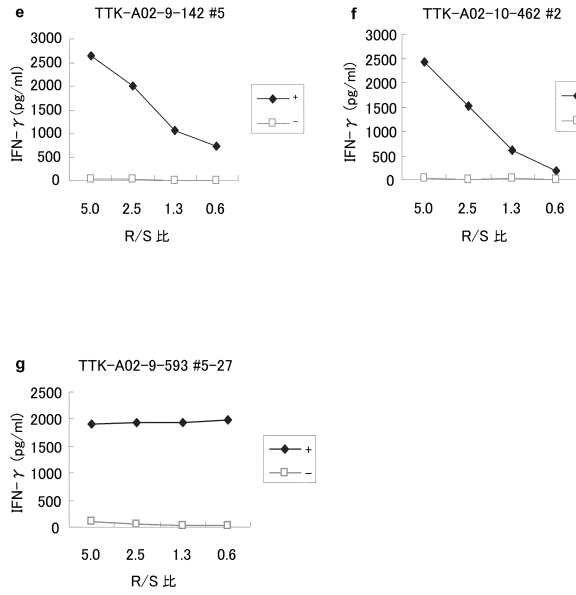 e
TTK-A02-9-142 #5
IFN-γ (pg/ml)
3000
2500
2000
1500
1000
500
0
5.0 2.5 1.3 0.6
R/S 比
+
−
f
TTK-A02-10-462 #2
IFN-γ (pg/ml)
3000
2500
2000
1500
1000
500
0
5.0 2.5 1.3 0.6
R/S 比
g
TTK-A02-9-593 #5-27
IFN-γ (pg/ml)
2500
2000
1500
1000
500
0
5.0 2.5 1.3 0.6
R/S 比
+
−